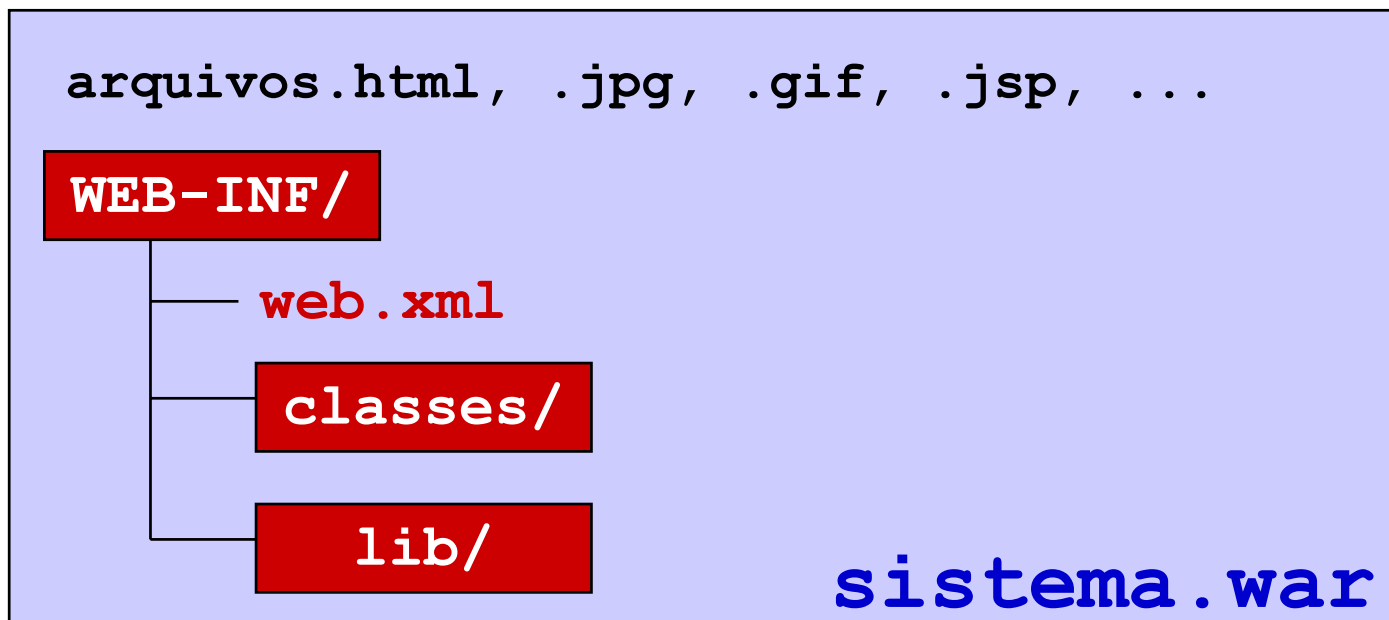 arquivos.html, .jpg, .gif, .jsp, ...
WEB-INF/
web.xml
classes/
lib/
sistema.war